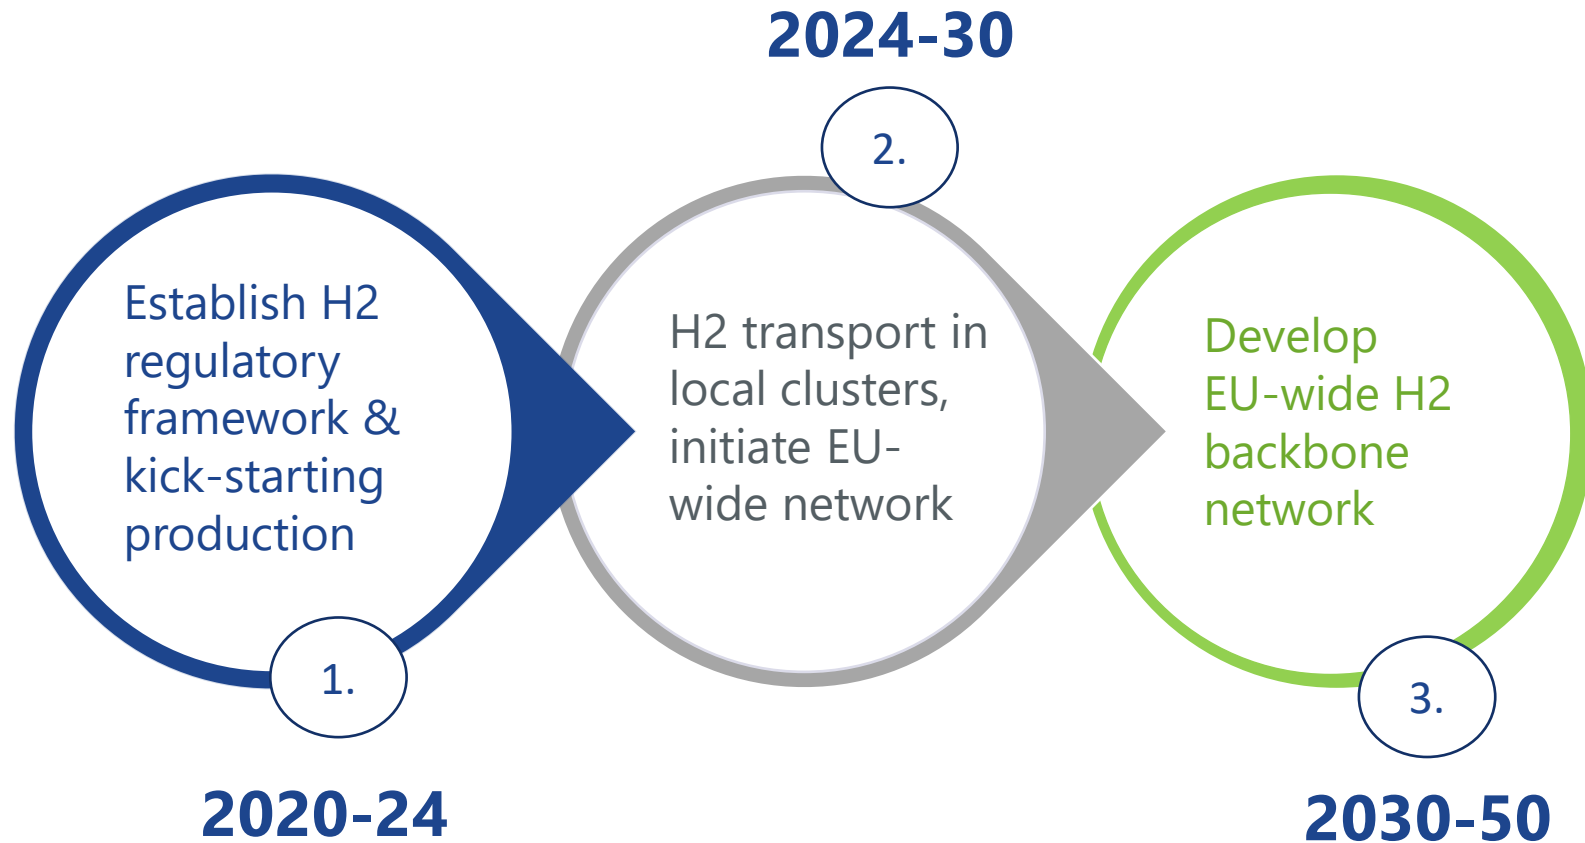 2024-30
2.
Establish H2
regulatory
framework &
kick-starting
production
1.
2020-24
H2 transport in
local clusters,
initiate EU-
wide network
Develop
EU-wide H2
backbone
network
3.
2030-50